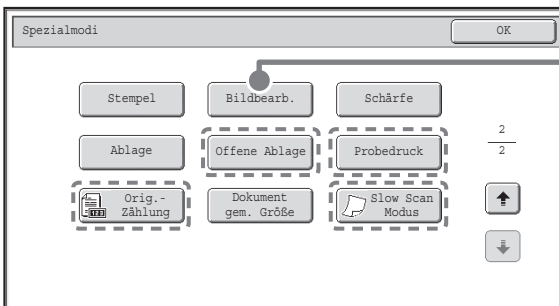 Spezialmodi
OK
Stempel
Bildbearb.
Schärfe
Ablage
Offene Ablage
Probedruck
2
2
Orig.-
Zählung
Dokument
gem. Größe
Slow Scan
Modus
123